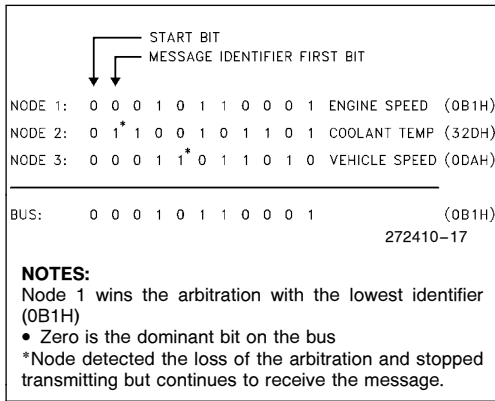 START BIT
MESSAGE IDENTIFIER FIRST BIT
NODE 1: 0 0 0 1 0 1 1 0 0 0 1 ENGINE SPEED (0B1H)
NODE 2: 0 1* 1 0 0 1 0 1 1 0 1 COOLANT TEMP (32DH)
NODE 3: 0 0 0 1 1* 0 1 1 0 1 0 VEHICLE SPEED (0DAH)
BUS: 0 0 0 1 0 1 1 0 0 0 1 (0B1H)
272410–17
NOTES:
Node 1 wins the arbitration with the lowest identifier
(0B1H)
• Zero is the dominant bit on the bus
*Node detected the loss of the arbitration and stopped
transmitting but continues to receive the message.